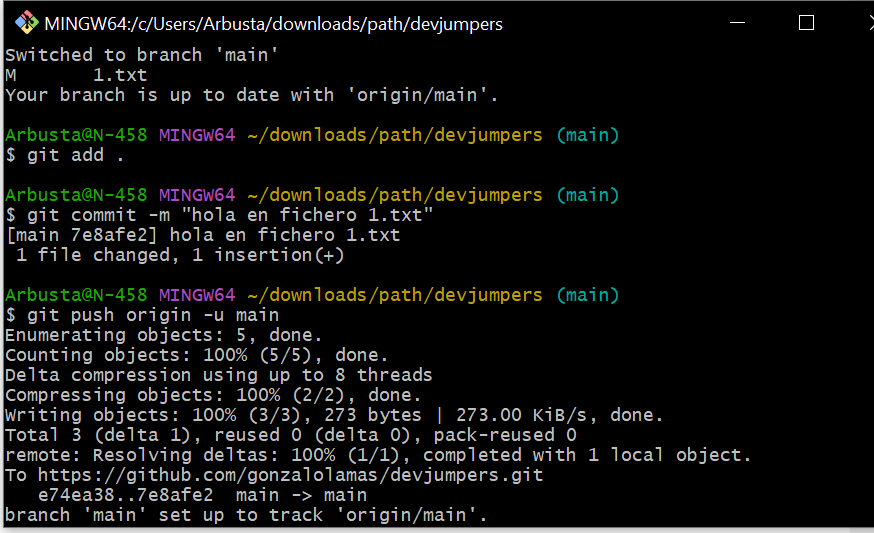 MINGW64:/c/Users/Arbusta/downloads/path/devjumpers
Switched to branch 'main'
M       1.txt
Your branch is up to date with 'origin/main'.
Arbusta@N-458 MINGW64 ~/downloads/path/devjumpers (main)
$ git add .
Arbusta@N-458 MINGW64 ~/downloads/path/devjumpers (main)
$ git commit -m "hola en fichero 1.txt"
[main 7e8afe2] hola en fichero 1.txt
 1 file changed, 1 insertion(+)
Arbusta@N-458 MINGW64 ~/downloads/path/devjumpers (main)
$ git push origin -u main
Enumerating objects: 5, done.
Counting objects: 100% (5/5), done.
Delta compression using up to 8 threads
Compressing objects: 100% (2/2), done.
Writing objects: 100% (3/3), 273 bytes | 273.00 KiB/s, done.
Total 3 (delta 1), reused 0 (delta 0), pack-reused 0
remote: Resolving deltas: 100% (1/1), completed with 1 local object.
To https://github.com/gonzalolamas/devjumpers.git
   e74ea38..7e8afe2  main -> main
branch 'main' set up to track 'origin/main'.